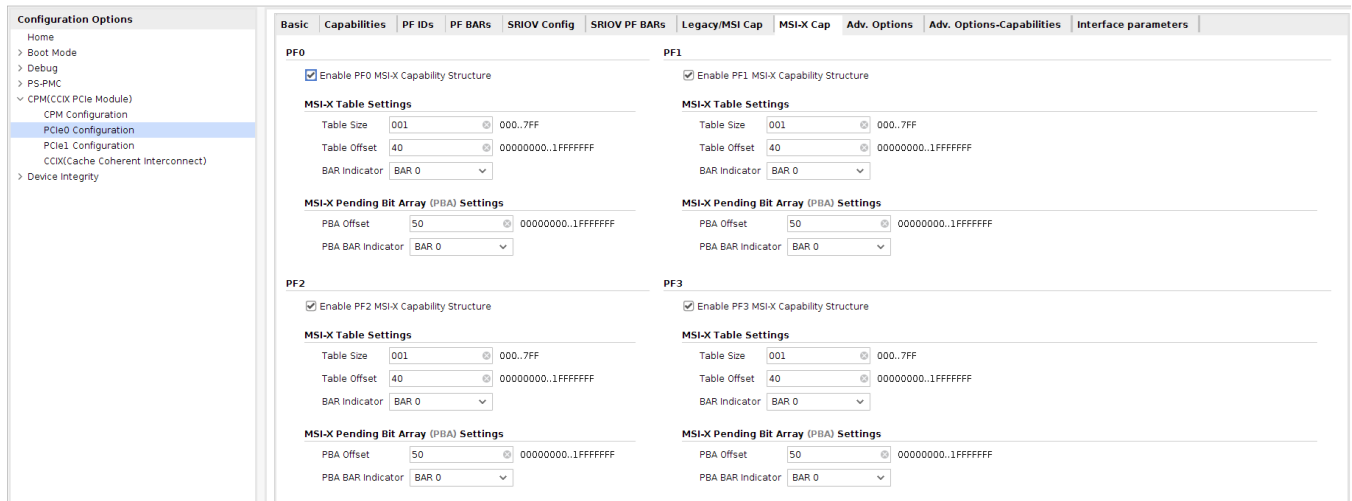 Configuration Options
Home
Boot Mode
Debug
PS-PMC
CPM(CCIX PCIe Module)
CPM Configuration
PCIe0 Configuration
PCIe1 Configuration
CCIX(Cache Coherent Interconnect)
Device Integrity
Basic Capabilities PF IDs PF BARs SRIOV Config SRIOV PF BARs Legacy/MSI Cap MSI-X Cap Adv. Options Adv. Options-Capabilities Interface parameters
PF0
Enable PF0 MSI-X Capability Structure
MSI-X Table Settings
Table Size 001 000..7FF
Table Offset 40 00000000..1FFFFFFF
BAR Indicator BAR 0
MSI-X Pending Bit Array (PBA) Settings
PBA Offset 50 00000000..1FFFFFFF
PBA BAR Indicator BAR 0
PF1
Enable PF1 MSI-X Capability Structure
MSI-X Table Settings
Table Size 001 000..7FF
Table Offset 40 00000000..1FFFFFFF
BAR Indicator BAR 0
MSI-X Pending Bit Array (PBA) Settings
PBA Offset 50 00000000..1FFFFFFF
PBA BAR Indicator BAR 0
PF2
Enable PF2 MSI-X Capability Structure
MSI-X Table Settings
Table Size 001 000..7FF
Table Offset 40 00000000..1FFFFFFF
BAR Indicator BAR 0
MSI-X Pending Bit Array (PBA) Settings
PBA Offset 50 00000000..1FFFFFFF
PBA BAR Indicator BAR 0
PF3
Enable PF3 MSI-X Capability Structure
MSI-X Table Settings
Table Size 001 000..7FF
Table Offset 40 00000000..1FFFFFFF
BAR Indicator BAR 0
MSI-X Pending Bit Array (PBA) Settings
PBA Offset 50 00000000..1FFFFFFF
PBA BAR Indicator BAR 0